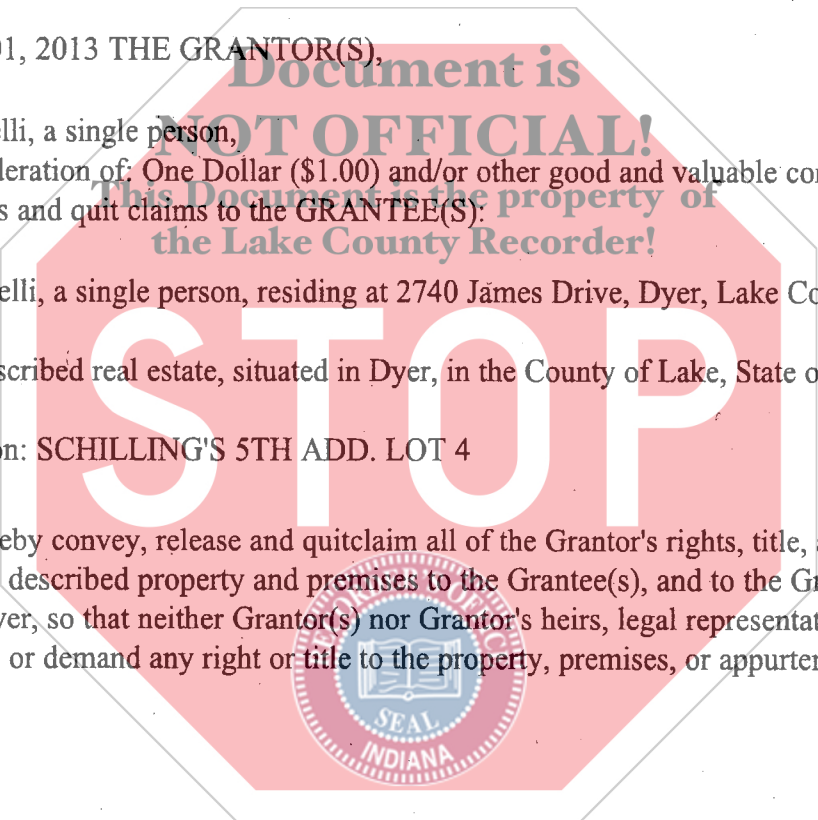 01, 2013 THE GRANTOR(S),
Document is
elli, a single person,
NOT OFFICIAL!
deration of: One Dollar ($1.00) and/or other good and valuable co
This Document is the property of
s and quit claims to the GRANTEE(S):
the Lake County Recorder!
elli, a single person, residing at 2740 James Drive, Dyer, Lake Co
STOP
scribed real estate, situated in Dyer, in the County of Lake, State o
on: SCHILLING'S 5TH ADD. LOT 4
eby convey, release and quitclaim all of the Grantor's rights, title,
described property and premises to the Grantee(s), and to the G
ver, so that neither Grantor(s) nor Grantor's heirs, legal representat
or demand any right or title to the property, premises, or appurten
SEAL
INDIANA